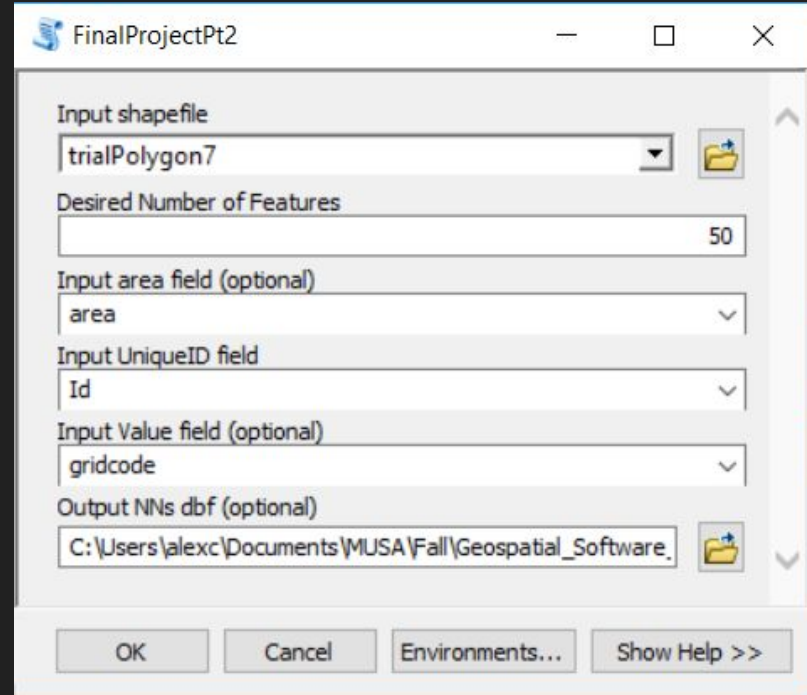 FinalProjectPt2
Input shapefile
trialPolygon7
Desired Number of Features
50
Input area field (optional)
area
Input UniqueID field
Id
Input Value field (optional)
gridcode
Output NNs dbf (optional)
C:\Users\alexc\Documents\MUSA\Fall\Geospatial_Software_
OK Cancel Environments... Show Help >>